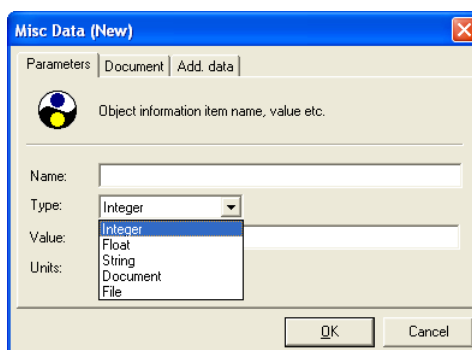 Misc Data (New)
Parameters Document Add. data
Object information item name, value etc.
Name:
Type: Integer
Integer
Value:
Float
String
Units:
Document
File
OK Cancel